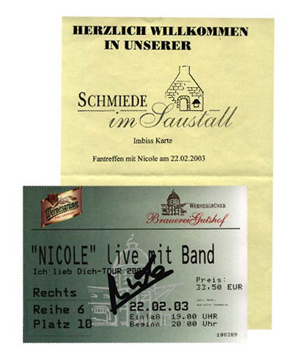 HERZLICH WILLKOMMEN
IN UNSERER
SCHMIEDE
im Saustall
Imbiss Karte
Fantreffen mit Nicole am 22.02.2003
WERNESGRÜNER
Brauerei Gutshof
"NICOLE" live mit Band
Ich lieb Dich-TOUR
Preis:
33.50 EUR
Rechts
Reihe 6
22.02.03
Platz 10
Einlaß: 19.00 UHR
Beginn: 20:00 Uhr
100389